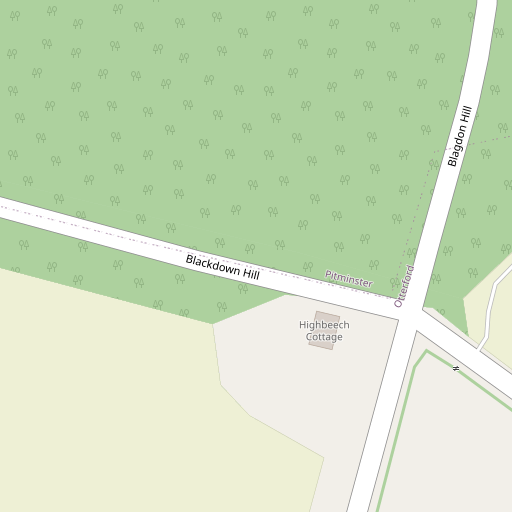 Blagdon Hill
Blackdown Hill
Pitminster
Otterford
Highbeech
Cottage